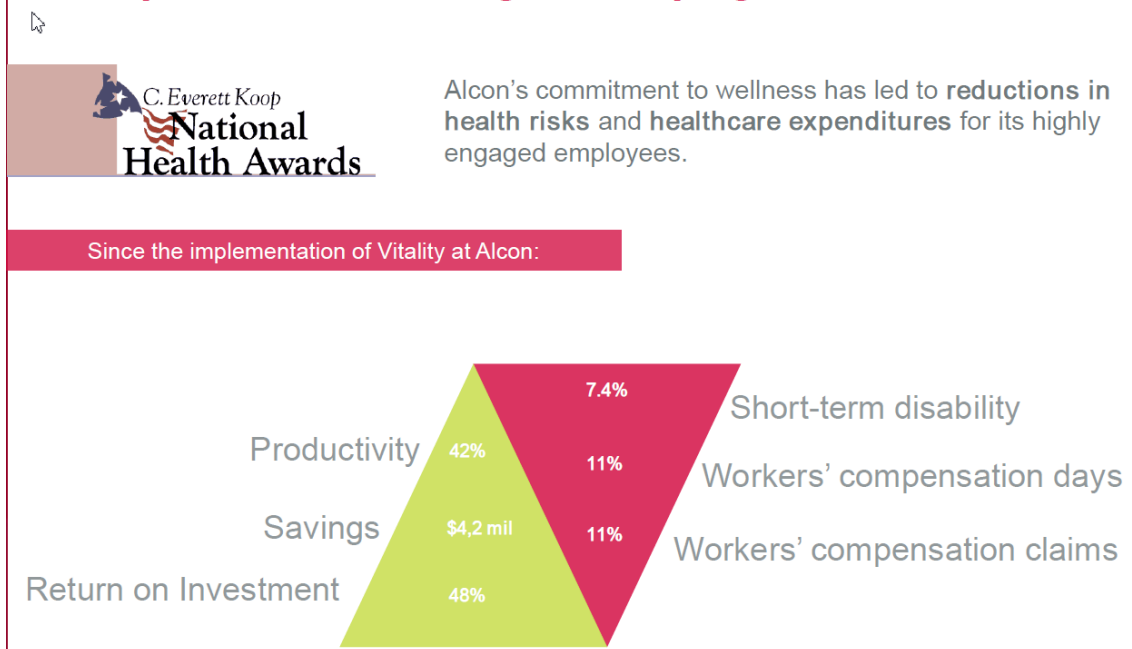 C. Everett Koop
National
Health Awards
Alcon's commitment to wellness has led to reductions in
health risks and healthcare expenditures for its highly
engaged employees.
Since the implementation of Vitality at Alcon:
7.4%
Short-term disability
Productivity
42%
11%
Workers' compensation days
Savings
$4,2 mil
11%
Workers' compensation claims
Return on Investment
48%